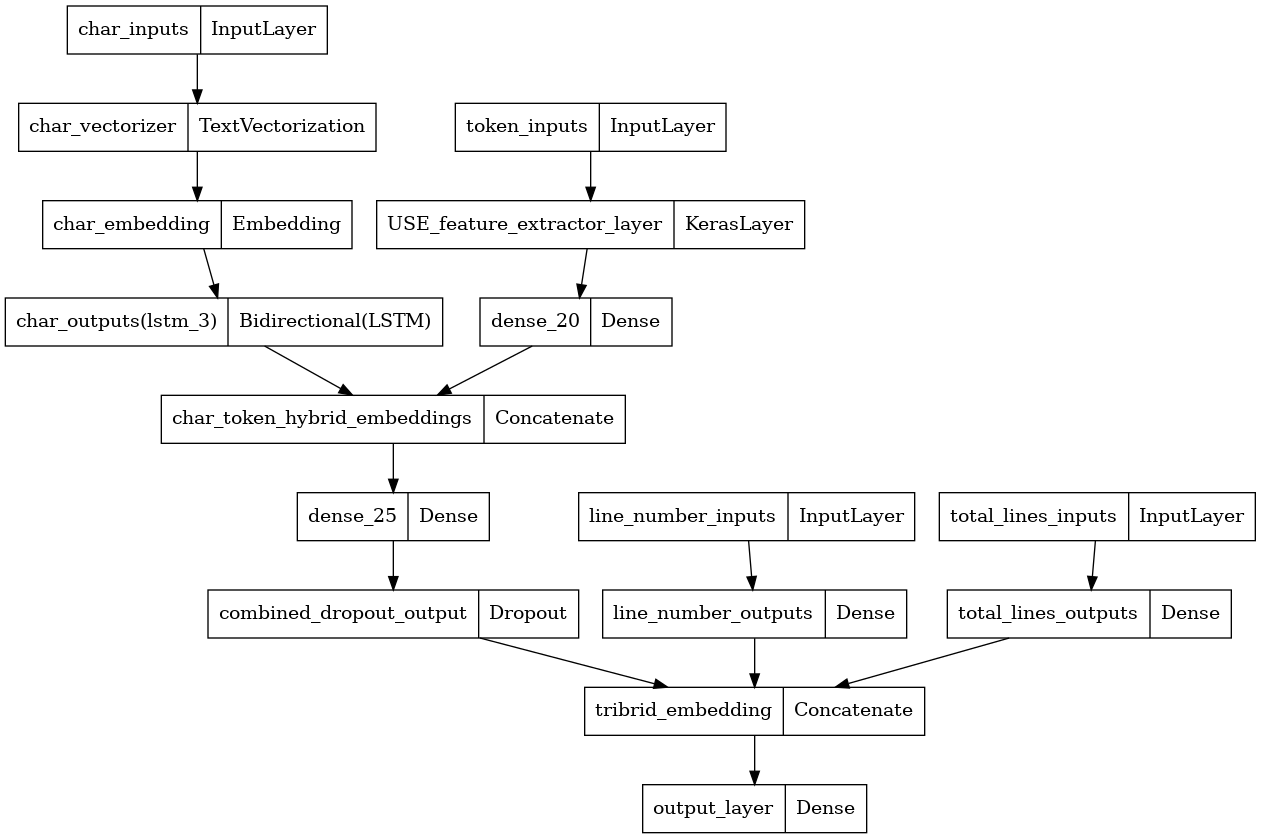 char_inputs InputLayer
char_vectorizer TextVectorization
token_inputs InputLayer
char_embedding Embedding
USE_feature_extractor_layer KerasLayer
char_outputs(lstm_3) Bidirectional(LSTM)
dense_20 Dense
char_token_hybrid_embeddings Concatenate
dense_25 Dense
line_number_inputs InputLayer
total_lines_inputs InputLayer
combined_dropout_output Dropout
line_number_outputs Dense
total_lines_outputs Dense
tribrid_embedding Concatenate
output_layer Dense